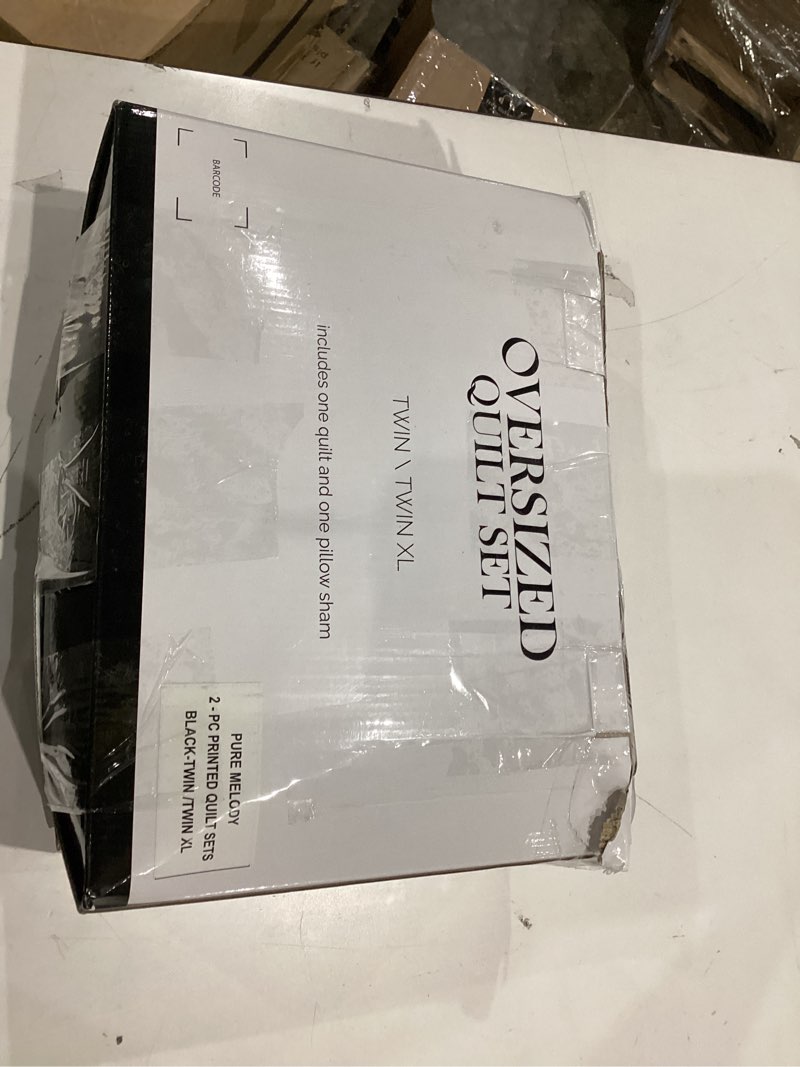 OVERSIZED
QUILT SET
TWIN \ TWIN XL
includes one quilt and one pillow sham
BARCODE
PURE MELODY
2 - PC PRINTED QUILT SETS
BLACK-TWIN /TWIN XL